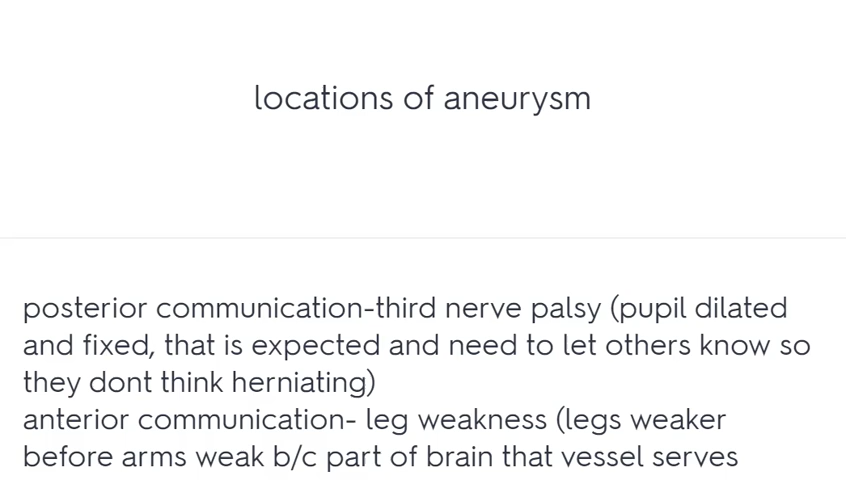 locations of aneurysm
posterior communication-third nerve palsy (pupil dilated
and fixed, that is expected and need to let others know so
they dont think herniating)
anterior communication- leg weakness (legs weaker
before arms weak b/c part of brain that vessel serves